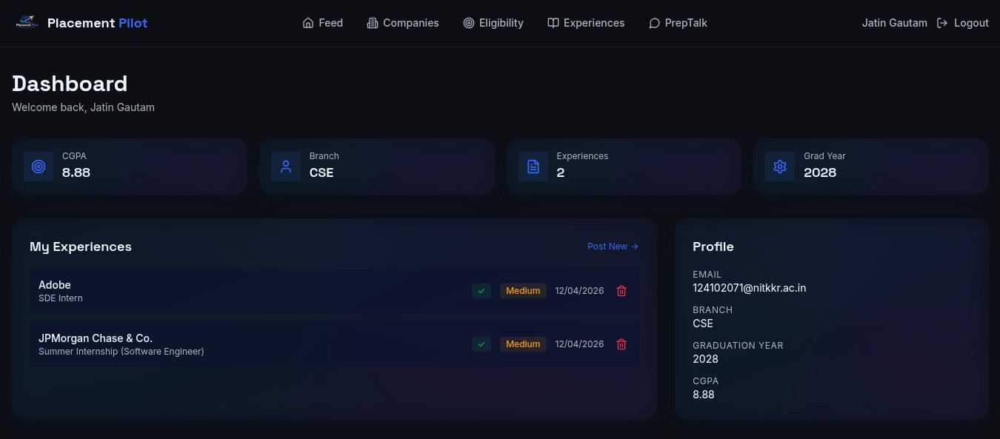 Placement Pilot
Placement Pilot
Feed
Companies
Eligibility
Experiences
PrepTalk
Jatin Gautam
Logout
Dashboard
Welcome back, Jatin Gautam
CGPA
8.88
Branch
CSE
Experiences
2
Grad Year
2028
My Experiences
Post New →
Adobe
SDE Intern
Medium
12/04/2026
JPMorgan Chase & Co.
Summer Internship (Software Engineer)
Medium
12/04/2026
Profile
EMAIL
124102071@nitkkr.ac.in
BRANCH
CSE
GRADUATION YEAR
2028
CGPA
8.88